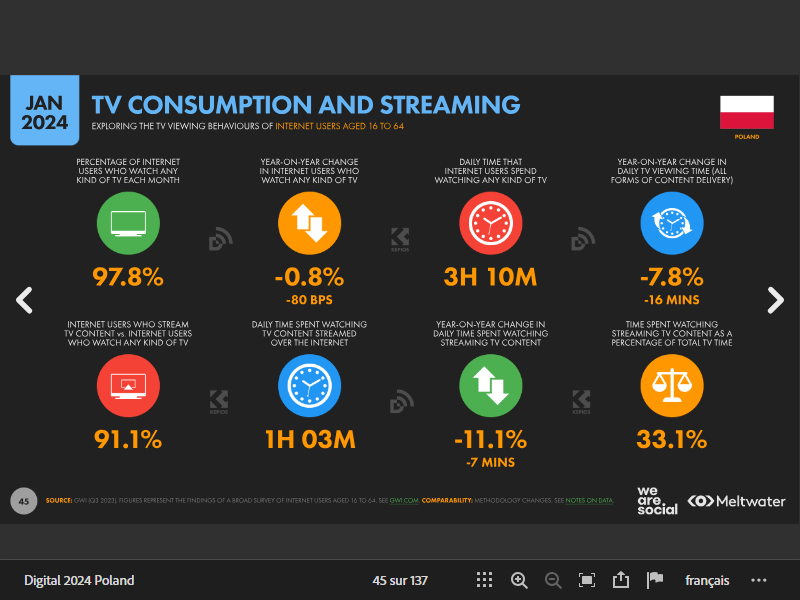 JAN
2024
TV CONSUMPTION AND STREAMING
EXPLORING THE TV VIEWING BEHAVIOURS OF INTERNET USERS AGED 16 TO 64
POLAND
PERCENTAGE OF INTERNET
USERS WHO WATCH ANY
KIND OF TV EACH MONTH
97.8%
YEAR-ON-YEAR CHANGE
IN INTERNET USERS WHO
WATCH ANY KIND OF TV
-0.8%
-80 BPS
DAILY TIME THAT
INTERNET USERS SPEND
WATCHING ANY KIND OF TV
3H 10M
YEAR-ON-YEAR CHANGE IN
DAILY TV VIEWING TIME (ALL
FORMS OF CONTENT DELIVERY)
-7.8%
-16 MINS
KEPIOS
INTERNET USERS WHO STREAM
TV CONTENT vs. INTERNET USERS
WHO WATCH ANY KIND OF TV
91.1%
DAILY TIME SPENT WATCHING
TV CONTENT STREAMED
OVER THE INTERNET
1H 03M
YEAR-ON-YEAR CHANGE IN
DAILY TIME SPENT WATCHING
STREAMING TV CONTENT
-11.1%
-7 MINS
TIME SPENT WATCHING
STREAMING TV CONTENT AS A
PERCENTAGE OF TOTAL TV TIME
33.1%
KEPIOS
KEPIOS
45
SOURCE: GWI (Q3 2023). FIGURES REPRESENT THE FINDINGS OF A BROAD SURVEY OF INTERNET USERS AGED 16 TO 64. SEE GWI.COM. COMPARABILITY: METHODOLOGY CHANGES. SEE NOTES ON DATA.
we
are.
social
Meltwater
Digital 2024 Poland
45 sur 137
français